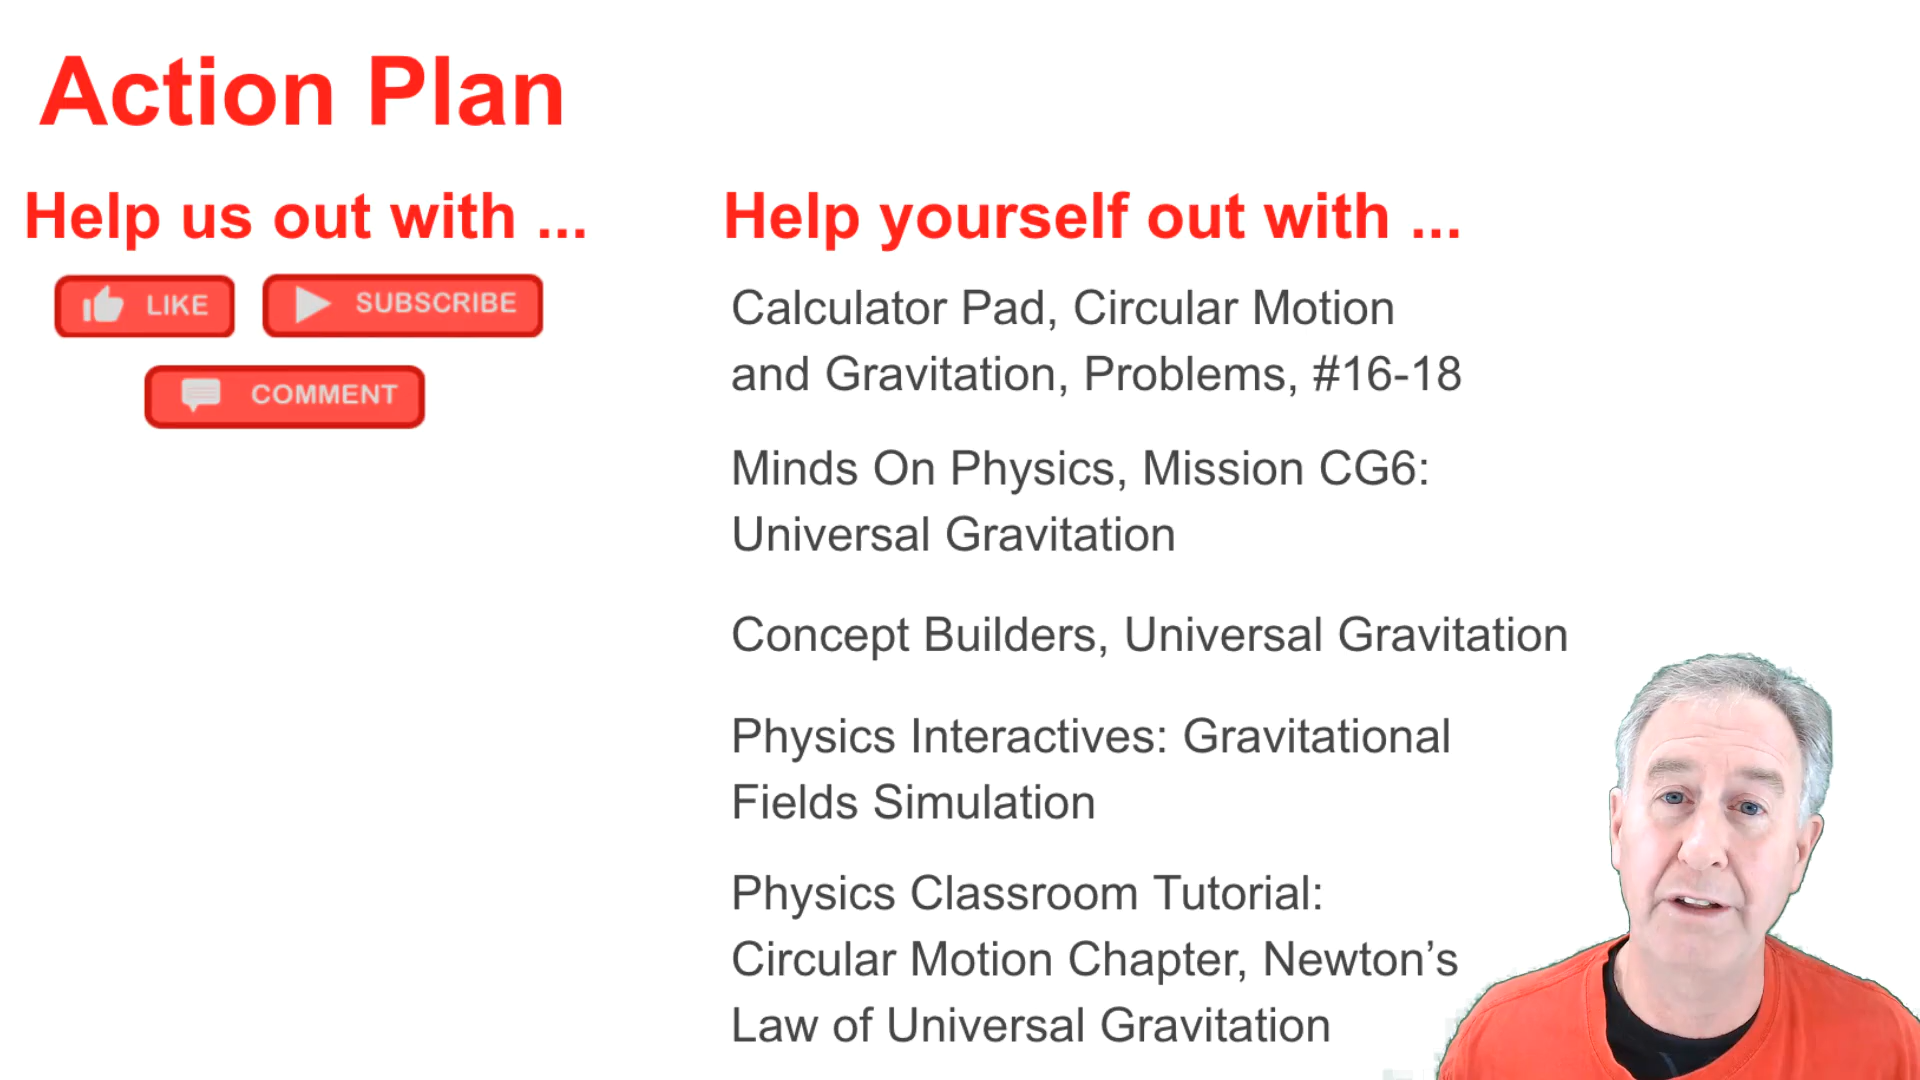 Action Plan
Help us out with ...
LIKE
SUBSCRIBE
COMMENT
Help yourself out with ...
Calculator Pad, Circular Motion
and Gravitation, Problems, #16-18
Minds On Physics, Mission CG6:
Universal Gravitation
Concept Builders, Universal Gravitation
Physics Interactives: Gravitational
Fields Simulation
Physics Classroom Tutorial:
Circular Motion Chapter, Newton’s
Law of Universal Gravitation